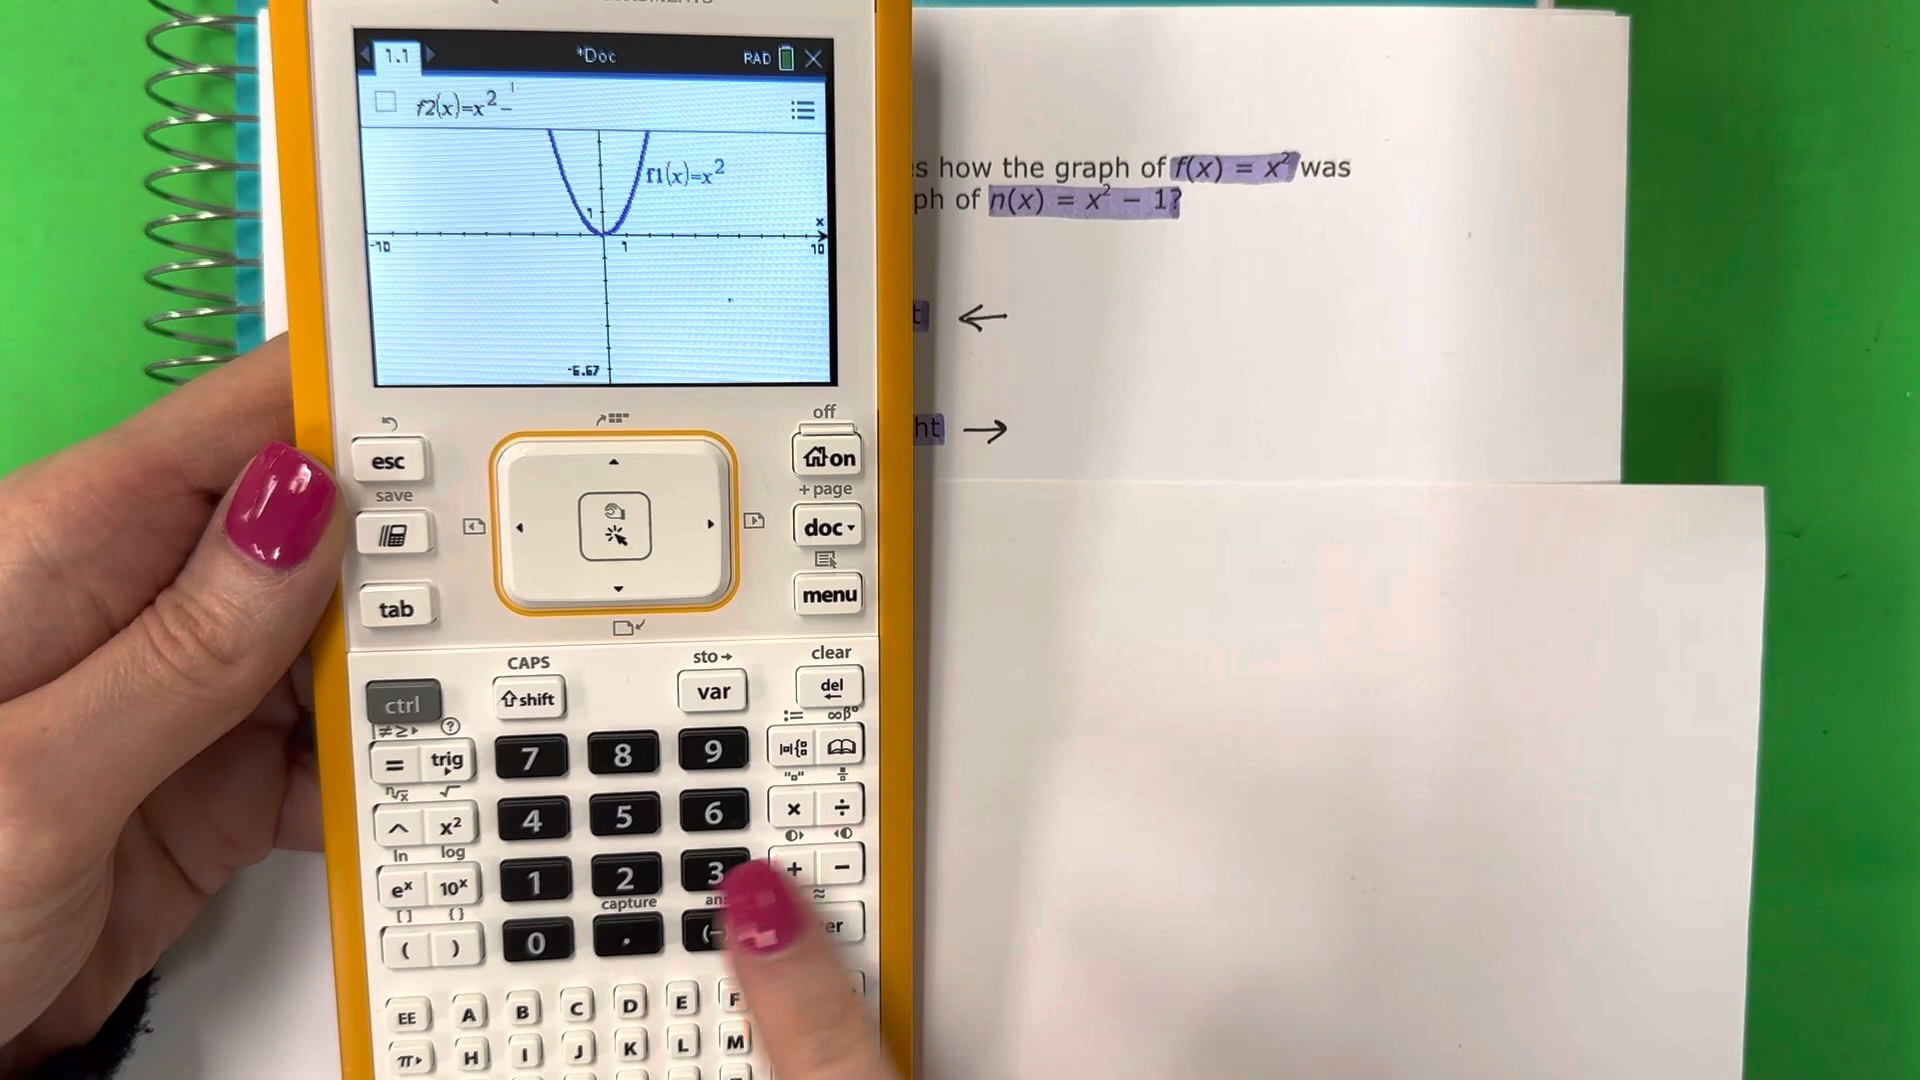 1.1 *Doc RAD
f2(x)=x²-
f1(x)=x²
1
x
-10 1 10
-6.67
s how the graph of f(x) = x² was
ph of n(x) = x² − 1?
t ←
ht →
off
esc on
save + page
doc
tab menu
CAPS sto→ clear
ctrl shift var del
:= ∞β°
≠≥▸ ?
= trig 7 8 9
ⁿ√x √ "▫"
^ x² 4 5 6 × ÷
ln log
eˣ 10ˣ 1 2 3 + −
[ ] { } capture an ≈
( ) 0 . (− er
EE A B C D E F
π▸ H I J K L M